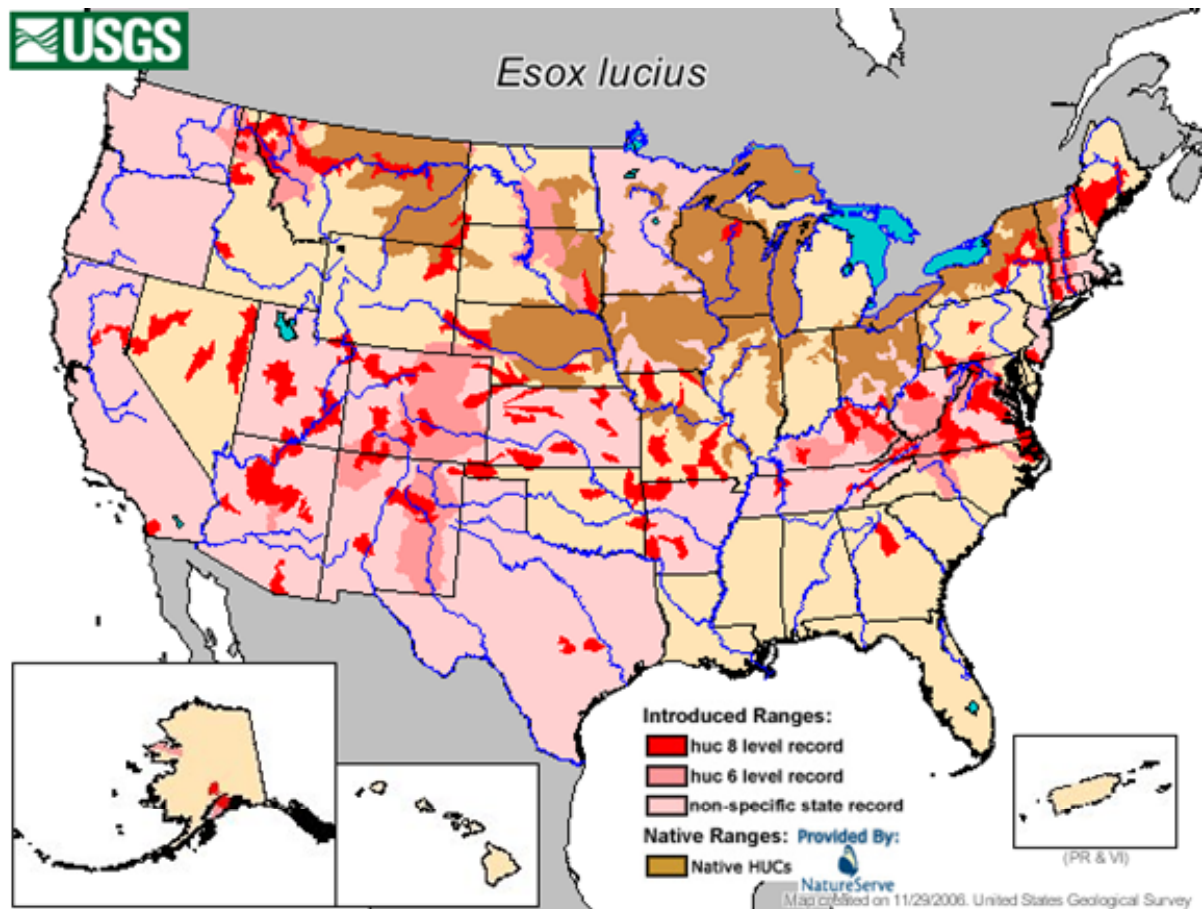 USGS
Esox lucius
Introduced Ranges:
huc 8 level record
huc 6 level record
non-specific state record
Native Ranges: Provided By:
Native HUCs
NatureServe
(PR & VI)
Map created on 11/29/2006. United States Geological Survey